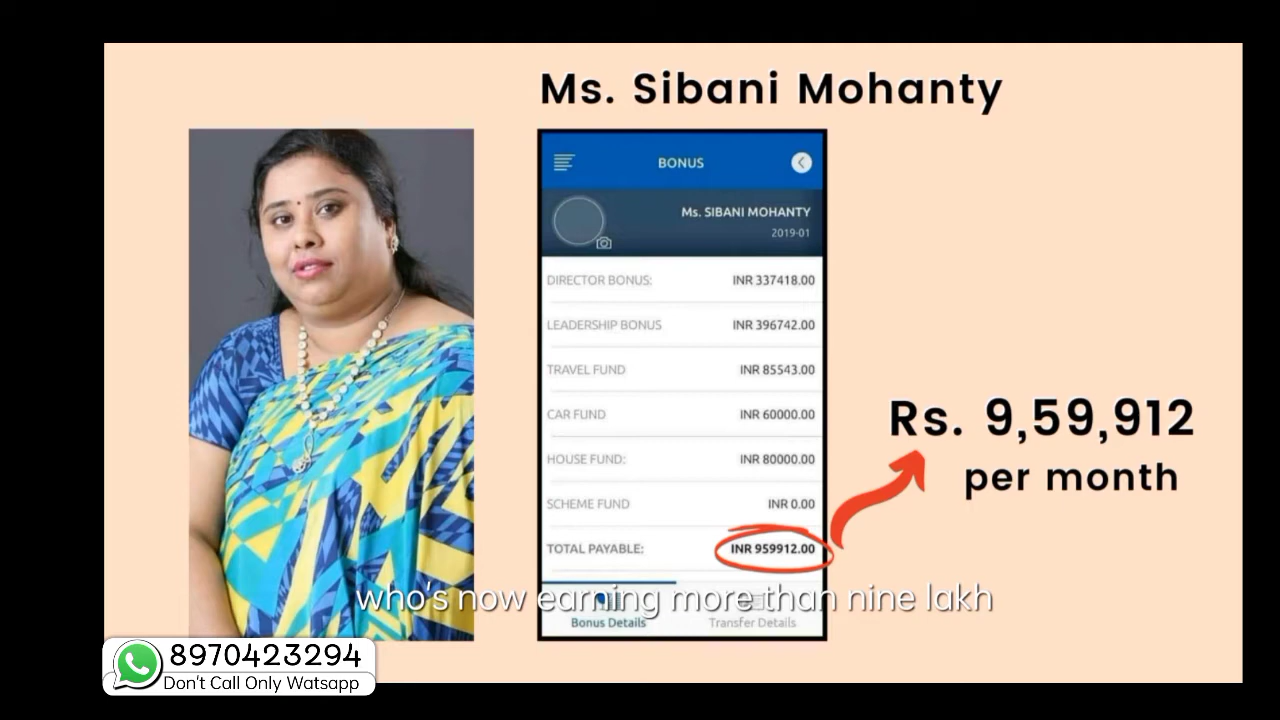 Ms. Sibani Mohanty
BONUS
Ms. SIBANI MOHANTY
2019-01
DIRECTOR BONUS: INR 337418.00
LEADERSHIP BONUS INR 396742.00
TRAVEL FUND INR 85543.00
CAR FUND INR 60000.00
HOUSE FUND: INR 80000.00
SCHEME FUND INR 0.00
TOTAL PAYABLE: INR 959912.00
Rs. 9,59,912
per month
who's now earning more than nine lakh
Bonus Details Transfer Details
8970423294
Don't Call Only Watsapp